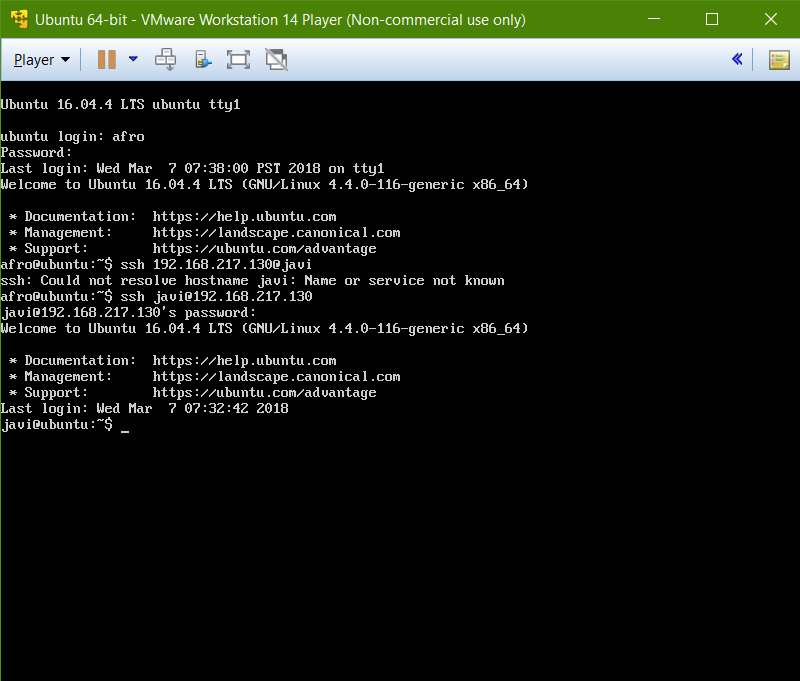 Ubuntu 64-bit - VMware Workstation 14 Player (Non-commercial use only)
Player
Ubuntu 16.04.4 LTS ubuntu tty1
ubuntu login: afro
Password:
Last login: Wed Mar  7 07:38:00 PST 2018 on tty1
Welcome to Ubuntu 16.04.4 LTS (GNU/Linux 4.4.0-116-generic x86_64)
 * Documentation:  https://help.ubuntu.com
 * Management:     https://landscape.canonical.com
 * Support:        https://ubuntu.com/advantage
afro@ubuntu:~$ ssh 192.168.217.130@javi
ssh: Could not resolve hostname javi: Name or service not known
afro@ubuntu:~$ ssh javi@192.168.217.130
javi@192.168.217.130's password:
Welcome to Ubuntu 16.04.4 LTS (GNU/Linux 4.4.0-116-generic x86_64)
 * Documentation:  https://help.ubuntu.com
 * Management:     https://landscape.canonical.com
 * Support:        https://ubuntu.com/advantage
Last login: Wed Mar  7 07:32:42 2018
javi@ubuntu:~$ _